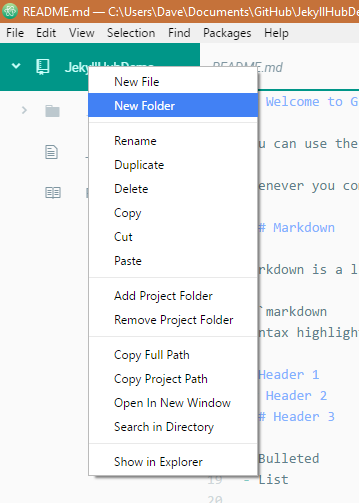 README.md — C:\Users\Dave\Documents\GitHub\JekyllHubDem
File Edit View Selection Find Packages Help
JekyllHubDemo README.md
New File
New Folder
Rename
Duplicate
Delete
Copy
Cut
Paste
Add Project Folder
Remove Project Folder
Copy Full Path
Copy Project Path
Open In New Window
Search in Directory
Show in Explorer
Welcome to G
u can use the
enever you co
# Markdown
rkdown is a l
`markdown
ntax highligh
Header 1
Header 2
# Header 3
Bulleted
19 - List
20